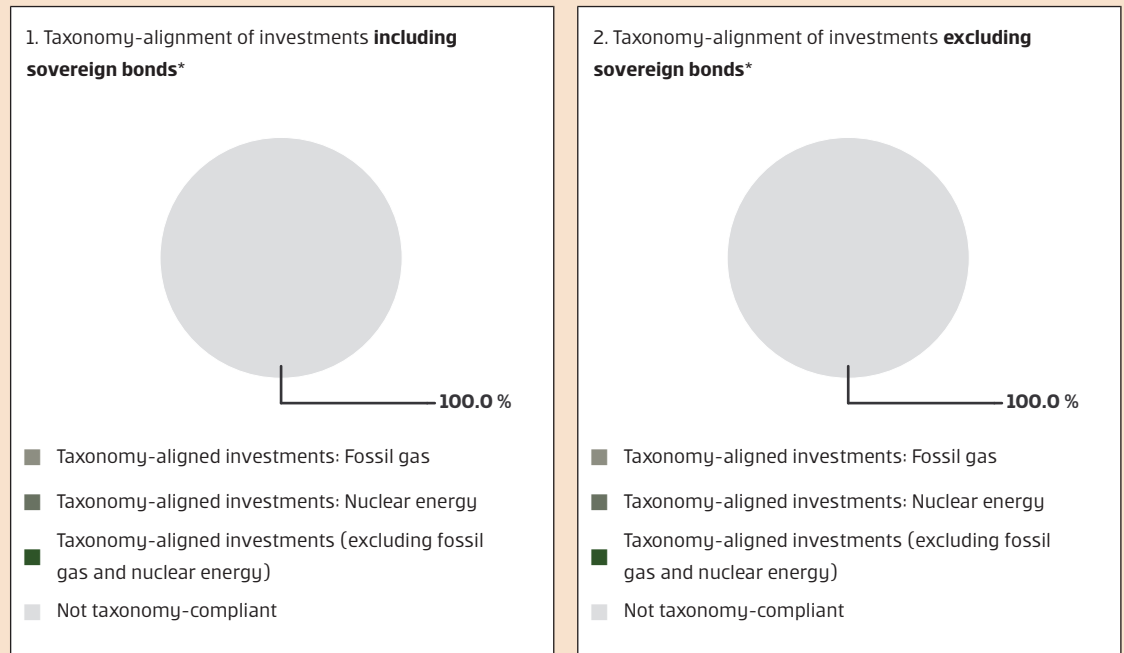 1. Taxonomy-alignment of investments including
sovereign bonds*
100.0 %
Taxonomy-aligned investments: Fossil gas
Taxonomy-aligned investments: Nuclear energy
Taxonomy-aligned investments (excluding fossil
gas and nuclear energy)
Not taxonomy-compliant
2. Taxonomy-alignment of investments excluding
sovereign bonds*
100.0 %
Taxonomy-aligned investments: Fossil gas
Taxonomy-aligned investments: Nuclear energy
Taxonomy-aligned investments (excluding fossil
gas and nuclear energy)
Not taxonomy-compliant